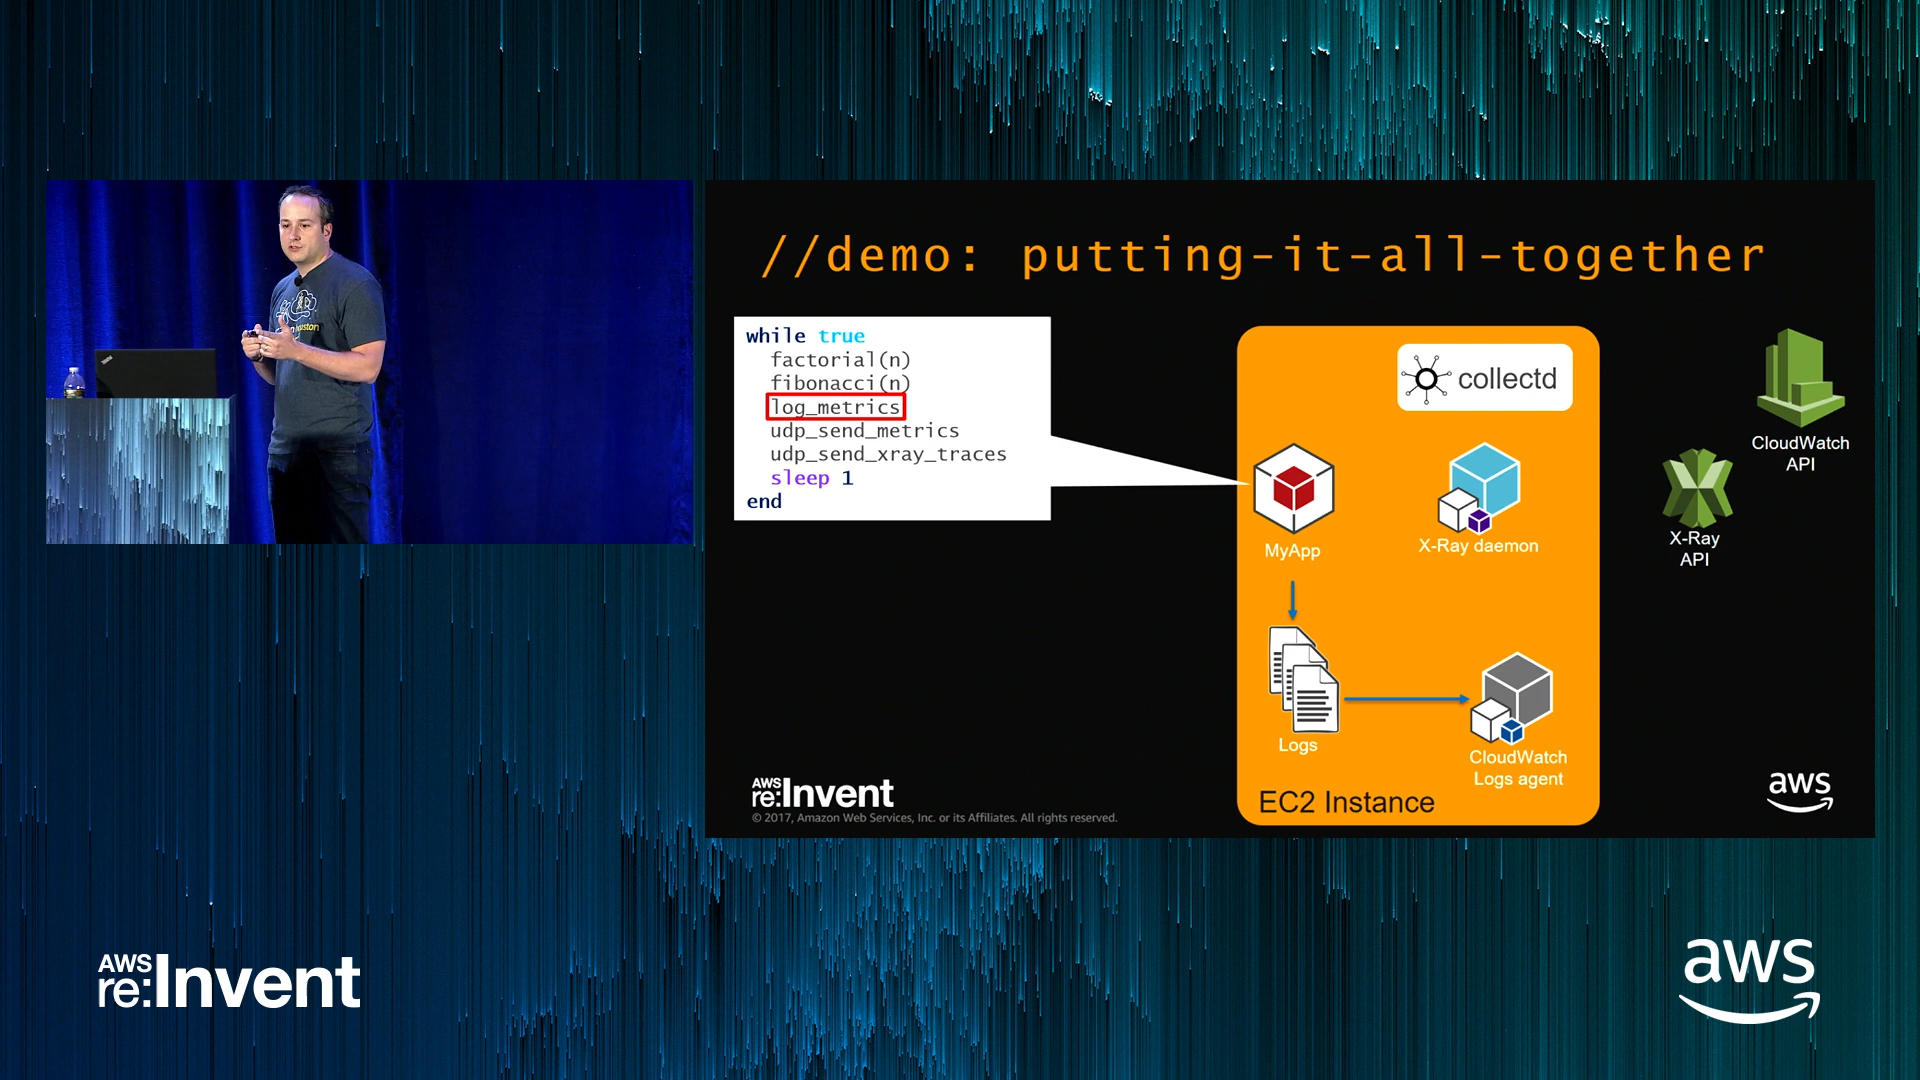 //demo: putting-it-all-together
while true
factorial(n)
fibonacci(n)
log_metrics
udp_send_metrics
udp_send_xray_traces
sleep 1
end
collectd
MyApp
X-Ray daemon
Logs
CloudWatch
Logs agent
EC2 Instance
CloudWatch
API
X-Ray
API
AWS
re:Invent
© 2017, Amazon Web Services, Inc. or its Affiliates. All rights reserved.
aws
AWS
re:Invent
aws